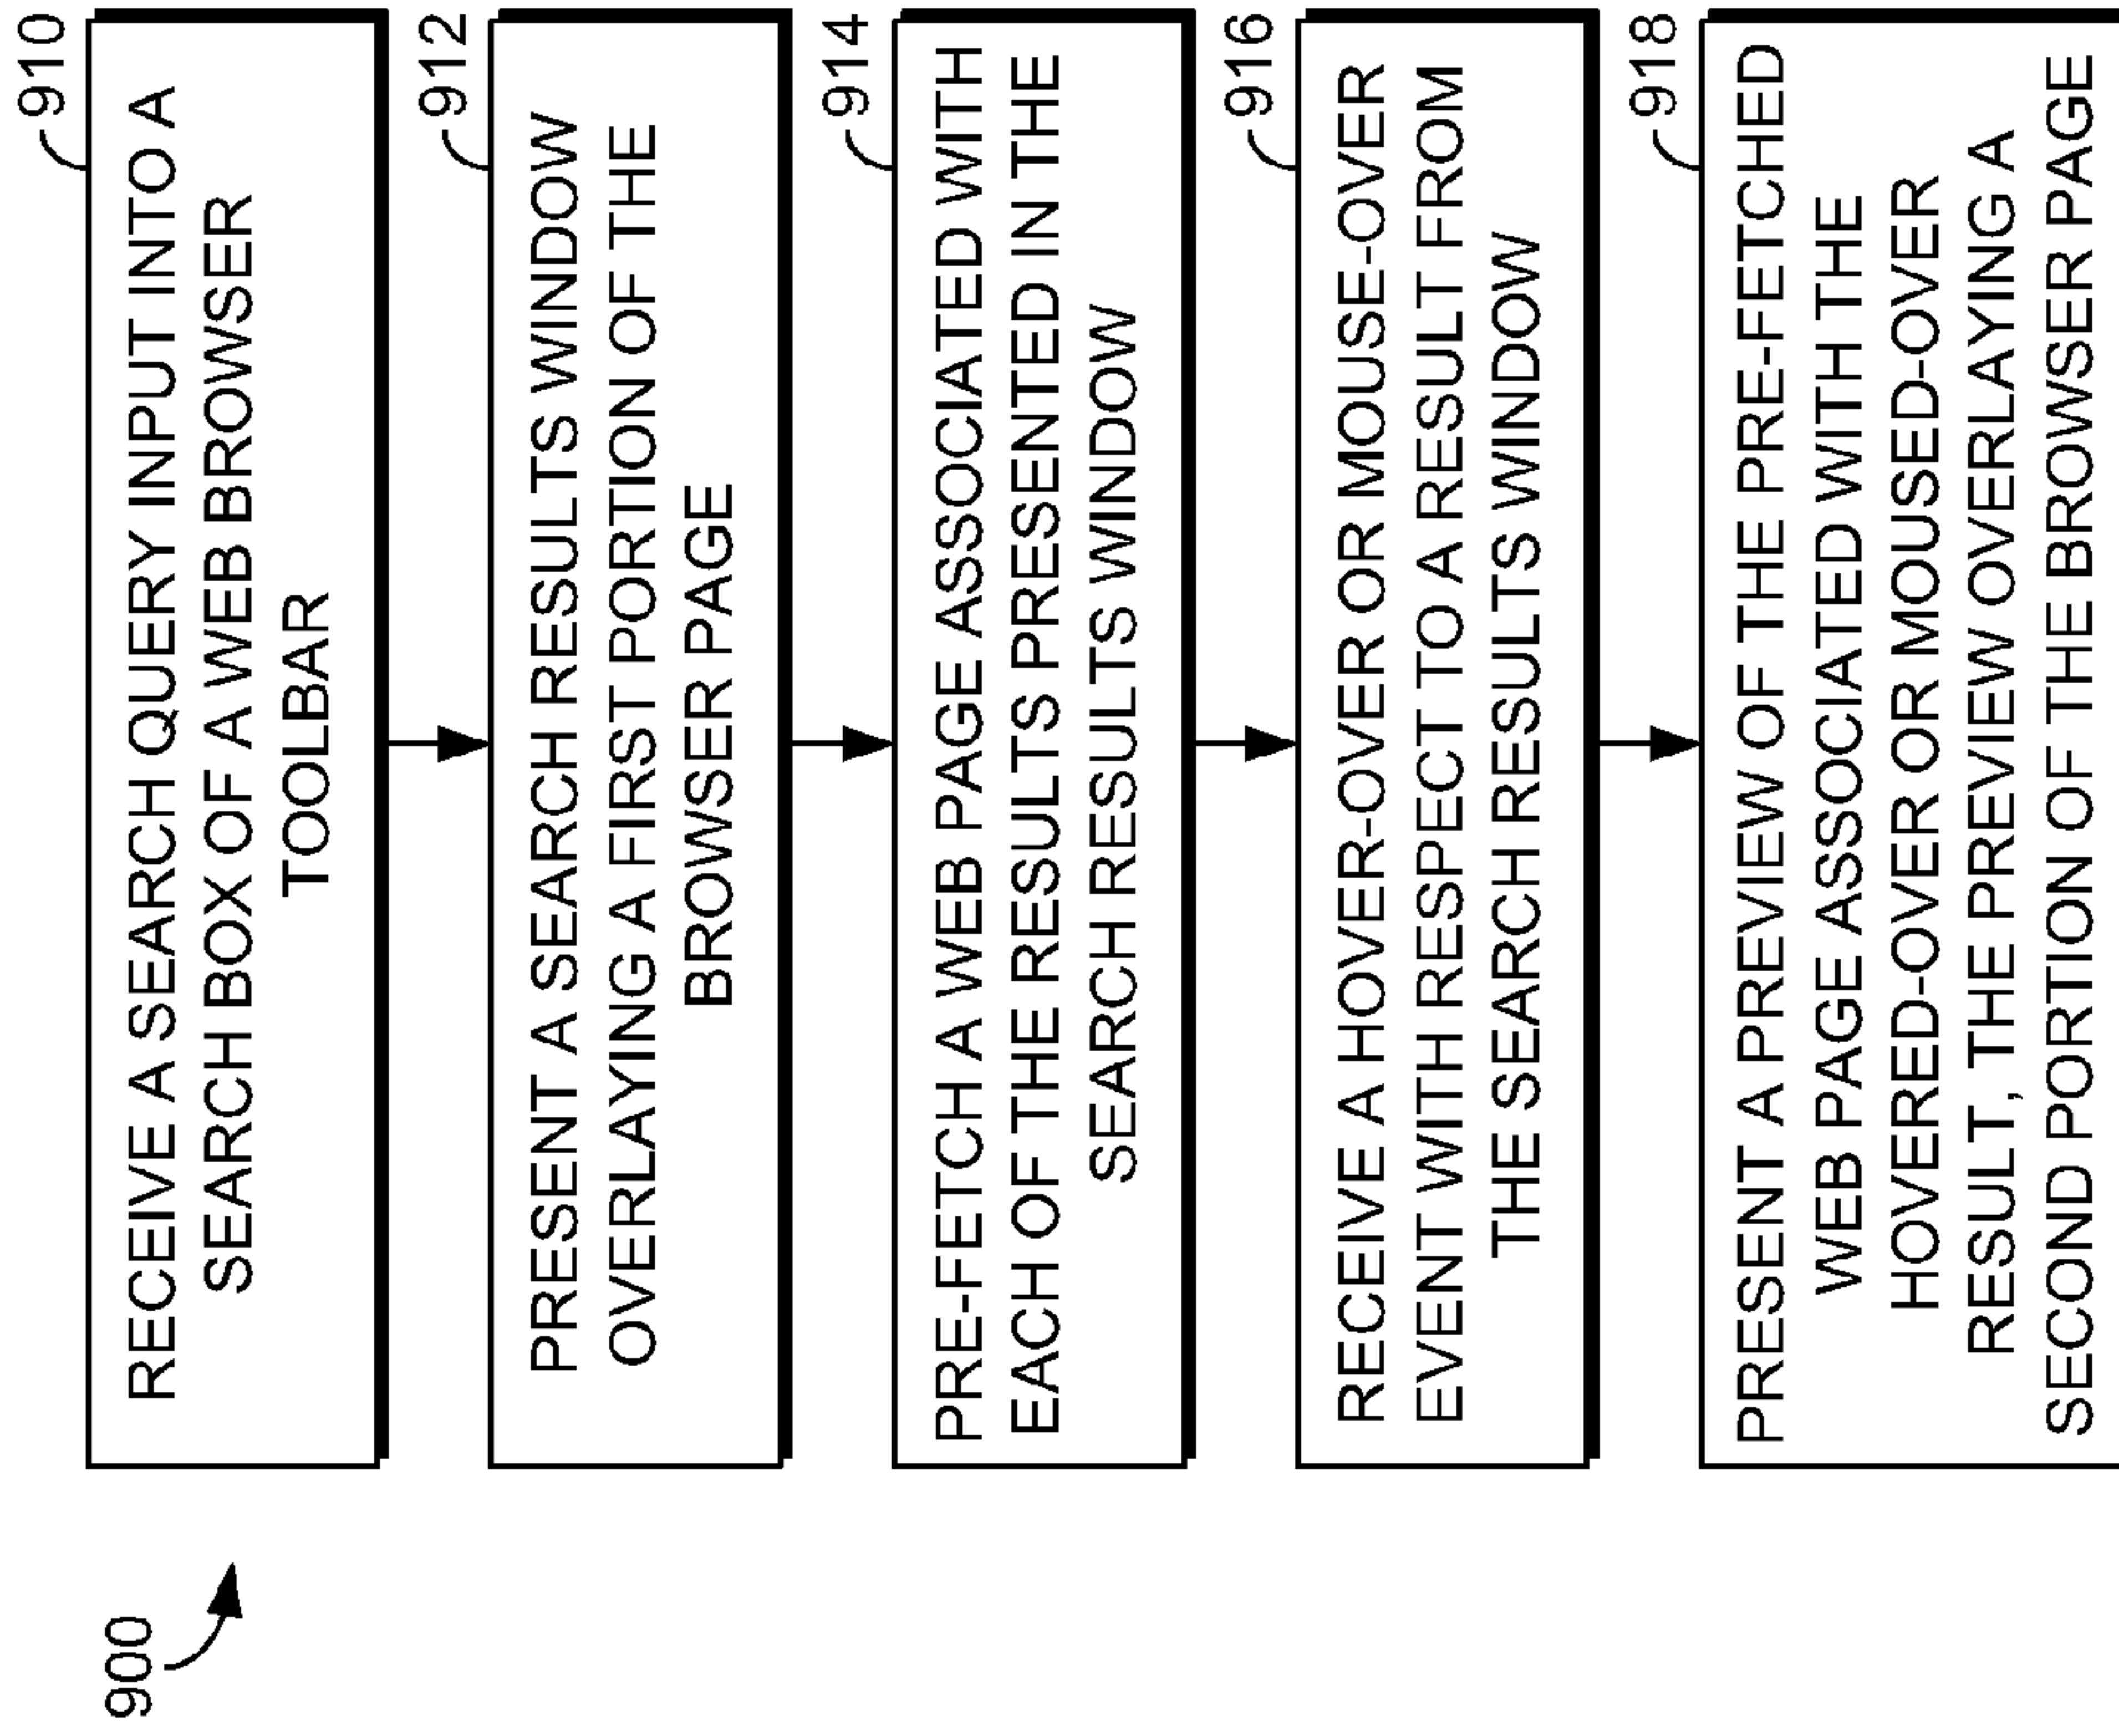 900
910
RECEIVE A SEARCH QUERY INPUT INTO A
SEARCH BOX OF A WEB BROWSER
TOOLBAR
912
PRESENT A SEARCH RESULTS WINDOW
OVERLAYING A FIRST PORTION OF THE
BROWSER PAGE
914
PRE-FETCH A WEB PAGE ASSOCIATED WITH
EACH OF THE RESULTS PRESENTED IN THE
SEARCH RESULTS WINDOW
916
RECEIVE A HOVER-OVER OR MOUSE-OVER
EVENT WITH RESPECT TO A RESULT FROM
THE SEARCH RESULTS WINDOW
918
PRESENT A PREVIEW OF THE PRE-FETCHED
WEB PAGE ASSOCIATED WITH THE
HOVERED-OVER OR MOUSED-OVER
RESULT, THE PREVIEW OVERLAYING A
SECOND PORTION OF THE BROWSER PAGE